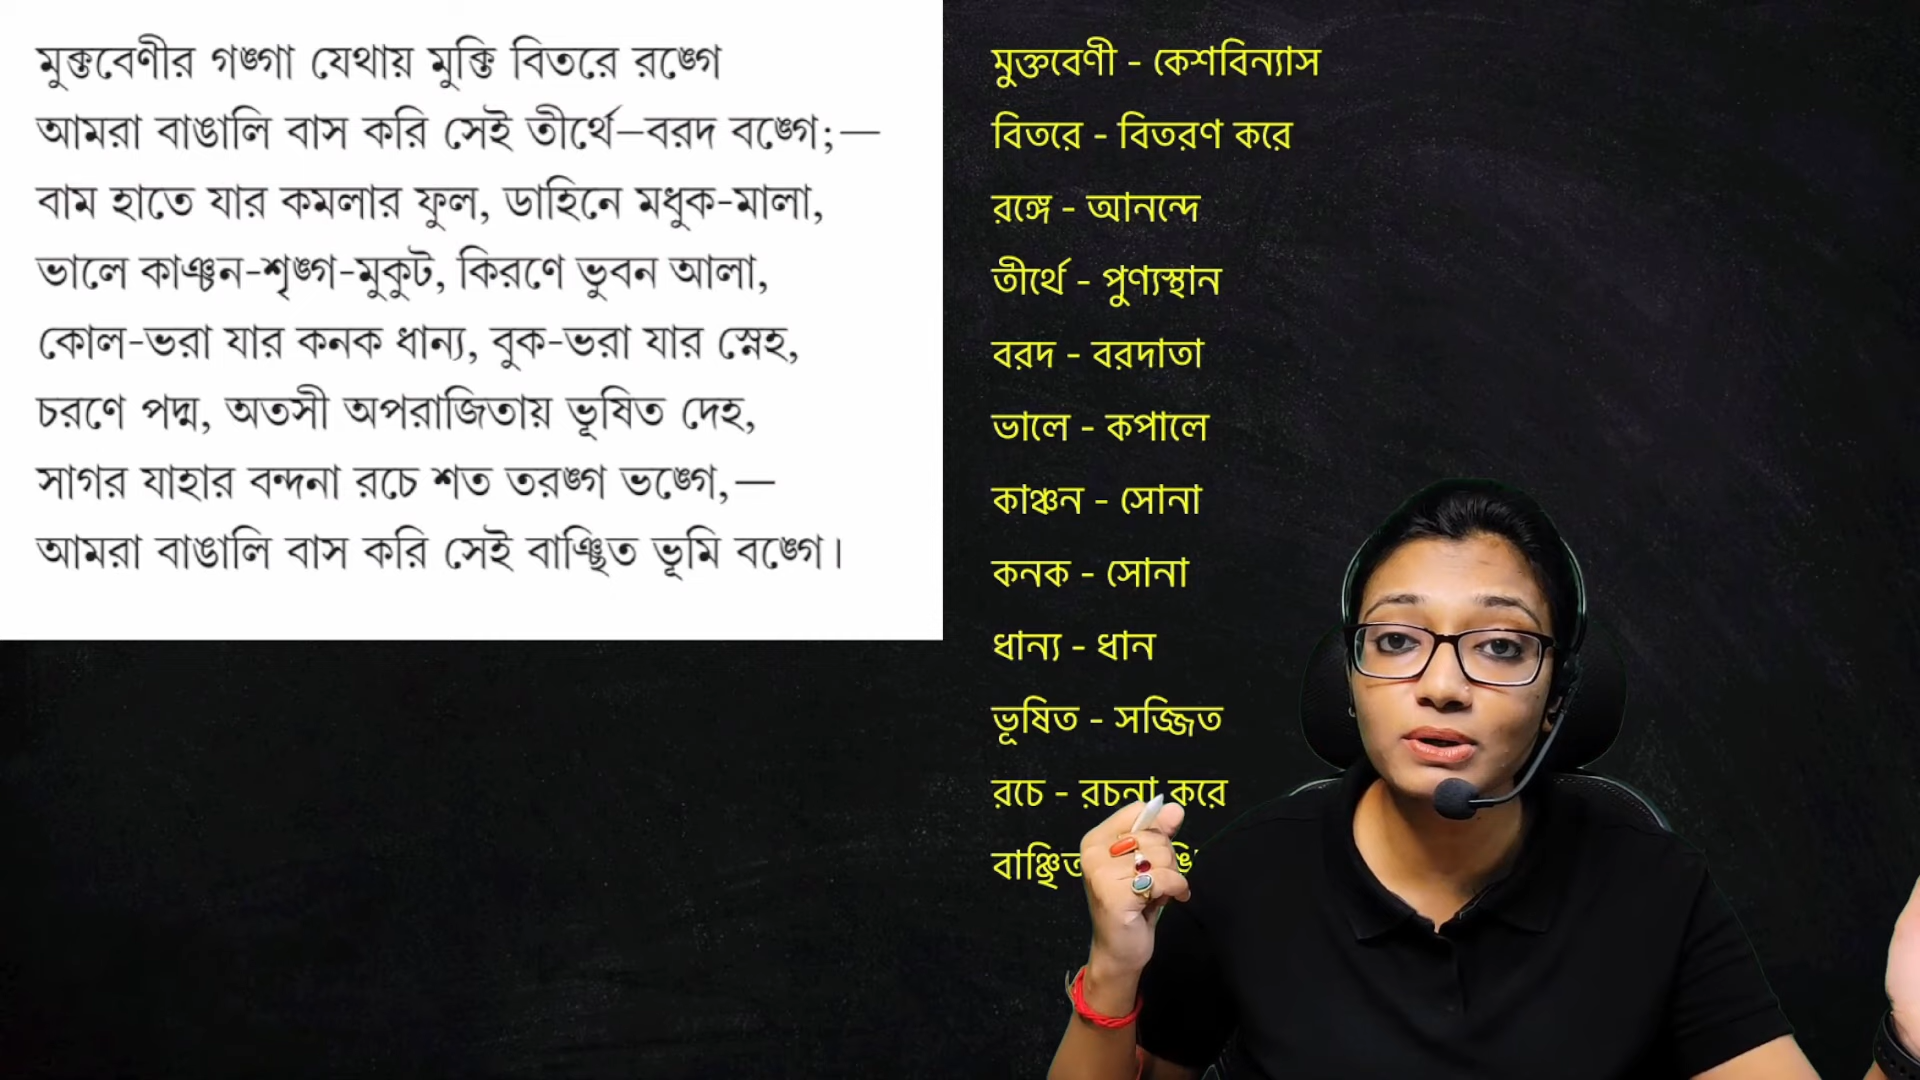 মুক্তবেণীর গঙ্গা যেথায় মুক্তি বিতরে রঙ্গে
আমরা বাঙালি বাস করি সেই তীর্থে–বরদ বঙ্গে;—
বাম হাতে যার কমলার ফুল, ডাহিনে মধুক-মালা,
ভালে কাঞ্চন-শৃঙ্গ-মুকুট, কিরণে ভুবন আলা,
কোল-ভরা যার কনক ধান্য, বুক-ভরা যার স্নেহ,
চরণে পদ্ম, অতসী অপরাজিতায় ভূষিত দেহ,
সাগর যাহার বন্দনা রচে শত তরঙ্গ ভঙ্গে,—
আমরা বাঙালি বাস করি সেই বাঞ্ছিত ভূমি বঙ্গে।
মুক্তবেণী - কেশবিন্যাস
বিতরে - বিতরণ করে
রঙ্গে - আনন্দে
তীর্থে - পুণ্যস্থান
বরদ - বরদাতা
ভালে - কপালে
কাঞ্চন - সোনা
কনক - সোনা
ধান্য - ধান
ভূষিত - সজ্জিত
রচে - রচনা করে
বাঞ্ছিত